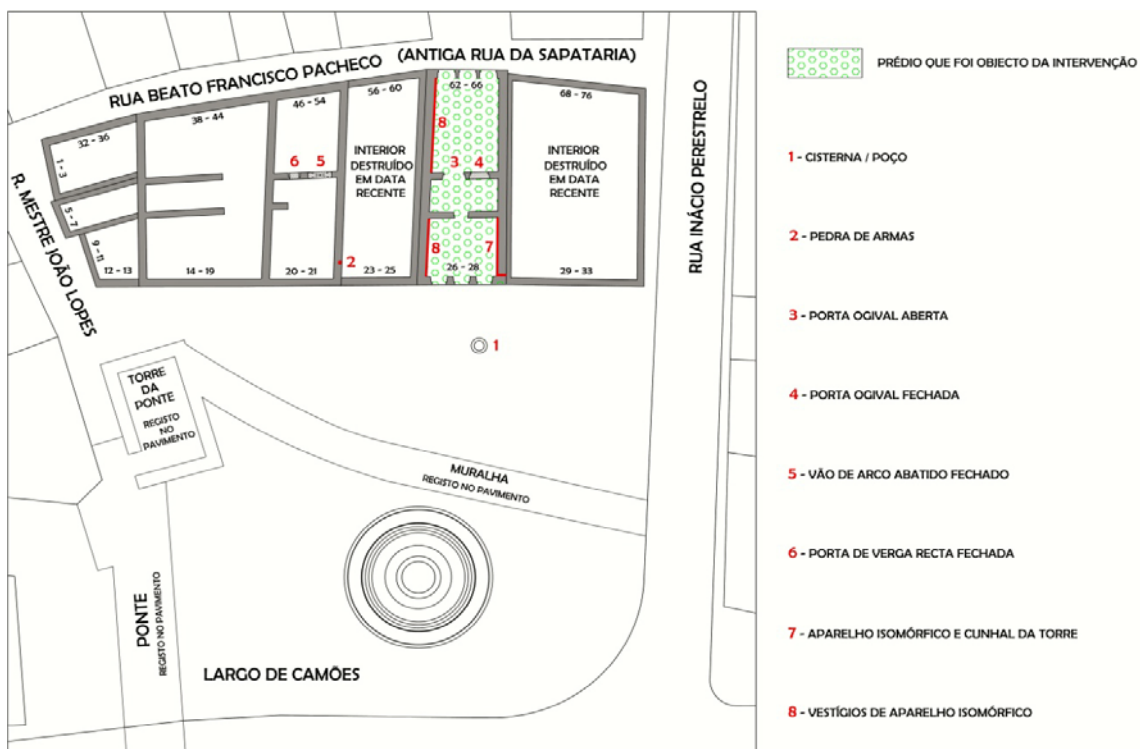 RUA BEATO FRANCISCO PACHECO (ANTIGA RUA DA SAPATARIA)
32 - 36
38 - 44
46 - 54
56 - 60
62 - 66
68 - 76
1 - 3
5 - 7
9 - 11
12 - 13
14 - 19
20 - 21
23 - 25
26 - 28
29 - 33
6
5
8
3
4
8
7
2
1
INTERIOR
DESTRUÍDO
EM DATA
RECENTE
INTERIOR
DESTRUÍDO
EM DATA
RECENTE
R. MESTRE JOÃO LOPES
RUA INÁCIO PERESTRELO
TORRE
DA
PONTE
REGISTO
NO
PAVIMENTO
MURALHA
REGISTO NO PAVIMENTO
PONTE
REGISTO NO PAVIMENTO
LARGO DE CAMÕES
PRÉDIO QUE FOI OBJECTO DA INTERVENÇÃO
1 - CISTERNA / POÇO
2 - PEDRA DE ARMAS
3 - PORTA OGIVAL ABERTA
4 - PORTA OGIVAL FECHADA
5 - VÃO DE ARCO ABATIDO FECHADO
6 - PORTA DE VERGA RECTA FECHADA
7 - APARELHO ISOMÓRFICO E CUNHAL DA TORRE
8 - VESTÍGIOS DE APARELHO ISOMÓRFICO